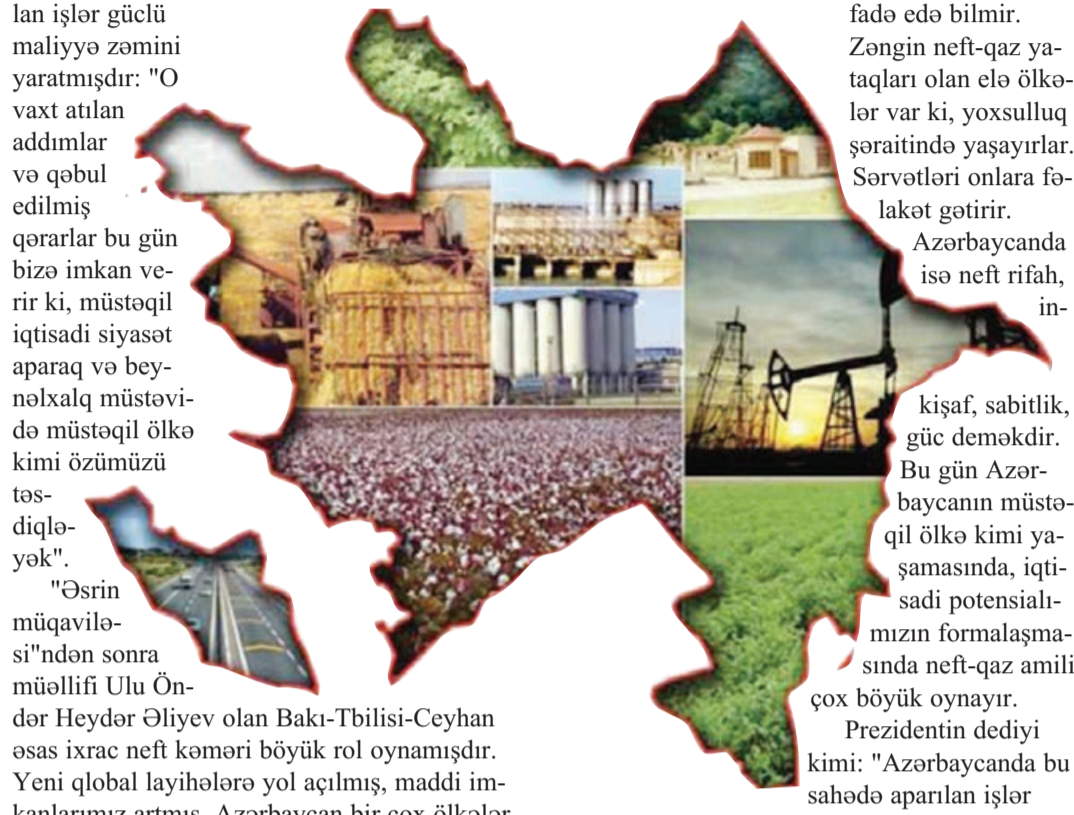 lan işlər güclü
maliyyə zəmini
yaratmışdır: "O
vaxt atılan
addımlar
və qəbul
edilmiş
qərarlar bu gün
bizə imkan ve-
rir ki, müstəqil
iqtisadi siyasət
aparaq və bey-
nəlxalq müstəvi-
də müstəqil ölkə
kimi özümüzü
təs-
diqlə-
yək".
"Əsrin
müqavilə-
si"ndən sonra
müəllifi Ulu Ön-
dər Heydər Əliyev olan Bakı-Tbilisi-Ceyhan
əsas ixrac neft kəməri böyük rol oynamışdır.
Yeni qlobal layihələrə yol açılmış, maddi im-
kanlarımız artmış, Azərbaycan bir çox ölkələr
fadə edə bilmir.
Zəngin neft-qaz ya-
taqları olan elə ölkə-
lər var ki, yoxsulluq
şəraitində yaşayırlar.
Sərvətləri onlara fə-
lakət gətirir.
Azərbaycanda
isə neft rifah,
in-
kişaf, sabitlik,
güc deməkdir.
Bu gün Azər-
baycanın müstə-
qil ölkə kimi ya-
şamasında, iqti-
sadi potensialı-
mızın formalaşma-
sında neft-qaz amili
çox böyük oynayır.
Prezidentin dediyi
kimi: "Azərbaycanda bu
sahədə aparılan işlər